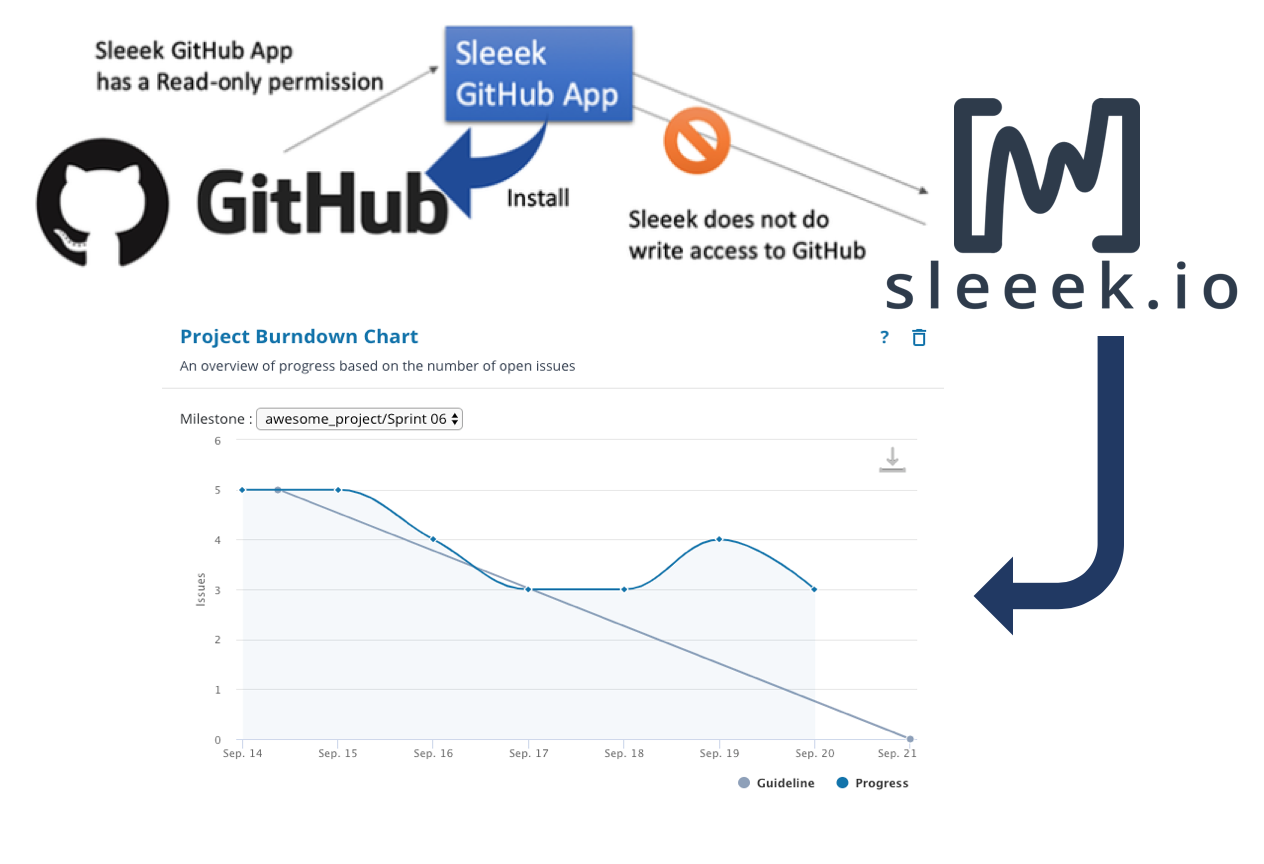 Sleeek GitHub App
has a Read-only permission
Sleeek
GitHub App
GitHub
Install
Sleeek does not do
write access to GitHub
sleeek.io
Project Burndown Chart
?
An overview of progress based on the number of open issues
Milestone : awesome_project/Sprint 06
6
5
4
3
2
1
0
Issues
Sep. 14 Sep. 15 Sep. 16 Sep. 17 Sep. 18 Sep. 19 Sep. 20 Sep. 21
Guideline Progress